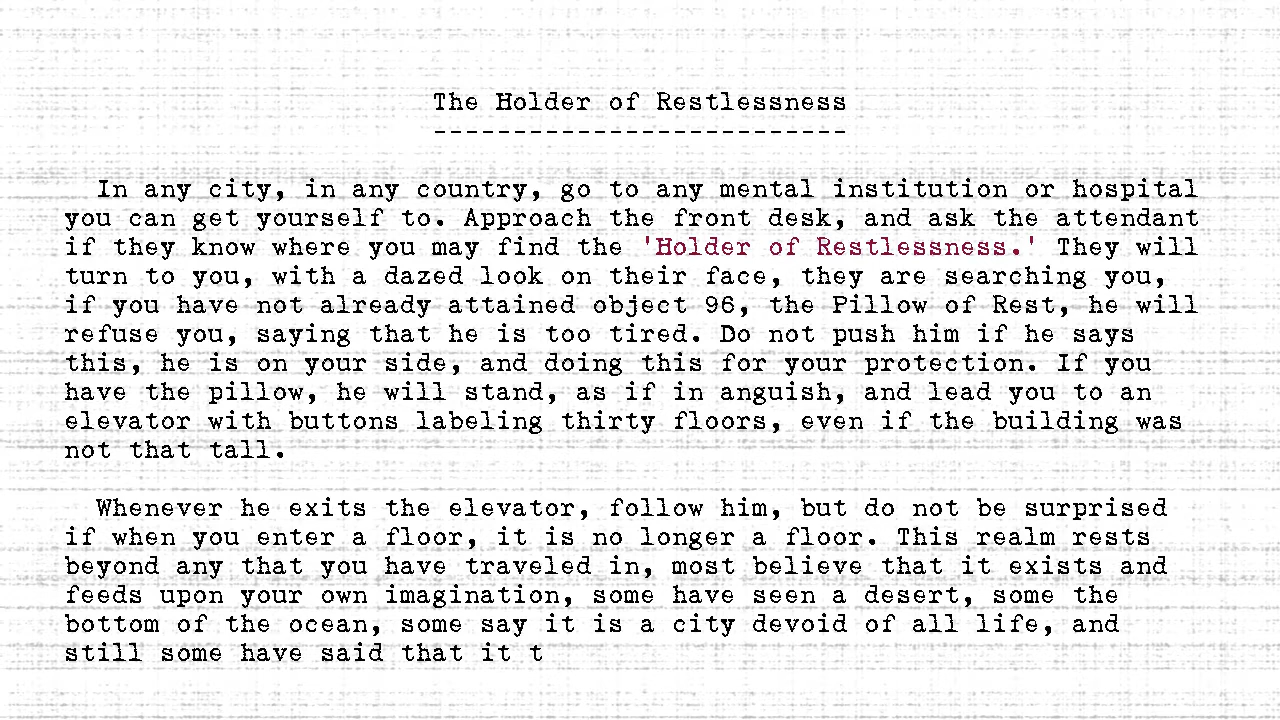 The Holder of Restlessness
--------------------------
In any city, in any country, go to any mental institution or hospital
you can get yourself to. Approach the front desk, and ask the attendant
if they know where you may find the 'Holder of Restlessness.' They will
turn to you, with a dazed look on their face, they are searching you,
if you have not already attained object 96, the Pillow of Rest, he will
refuse you, saying that he is too tired. Do not push him if he says
this, he is on your side, and doing this for your protection. If you
have the pillow, he will stand, as if in anguish, and lead you to an
elevator with buttons labeling thirty floors, even if the building was
not that tall.
Whenever he exits the elevator, follow him, but do not be surprised
if when you enter a floor, it is no longer a floor. This realm rests
beyond any that you have traveled in, most believe that it exists and
feeds upon your own imagination, some have seen a desert, some the
bottom of the ocean, some say it is a city devoid of all life, and
still some have said that it t